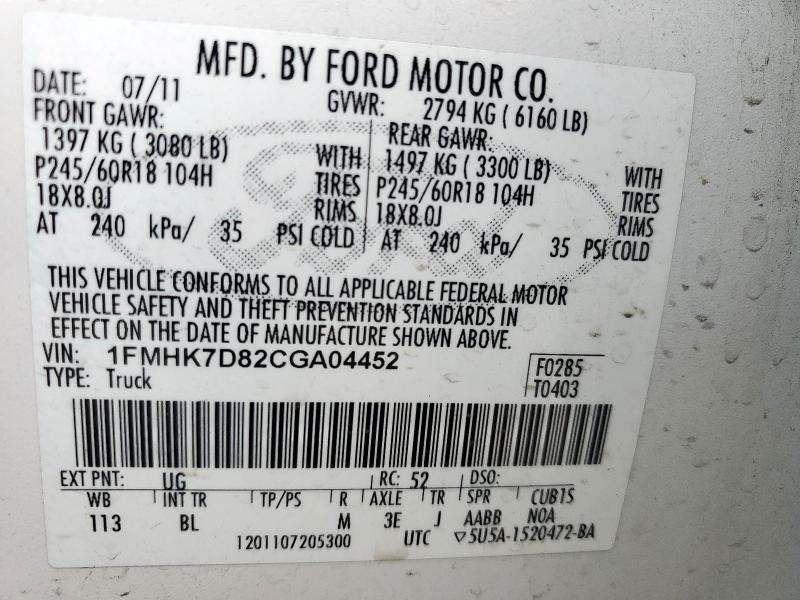 MFD. BY FORD MOTOR CO.
DATE: 07/11 GVWR: 2794 KG ( 6160 LB)
FRONT GAWR: REAR GAWR:
1397 KG ( 3080 LB) WITH 1497 KG ( 3300 LB) WITH
P245/60R18 104H TIRES P245/60R18 104H TIRES
18X8.0J RIMS 18X8.0J RIMS
AT 240 kPa/ 35 PSI COLD AT 240 kPa/ 35 PSI COLD
THIS VEHICLE CONFORMS TO ALL APPLICABLE FEDERAL MOTOR
VEHICLE SAFETY AND THEFT PREVENTION STANDARDS IN
EFFECT ON THE DATE OF MANUFACTURE SHOWN ABOVE.
VIN: 1FMHK7D82CGA04452 F0285
TYPE: Truck T0403
EXT PNT: UG RC: 52 DSO:
WB INT TR TP/PS R AXLE TR SPR CUB1S
113 BL M 3E J AABB NOA
1201107205300 UTC ▽5U5A-1520472-BA